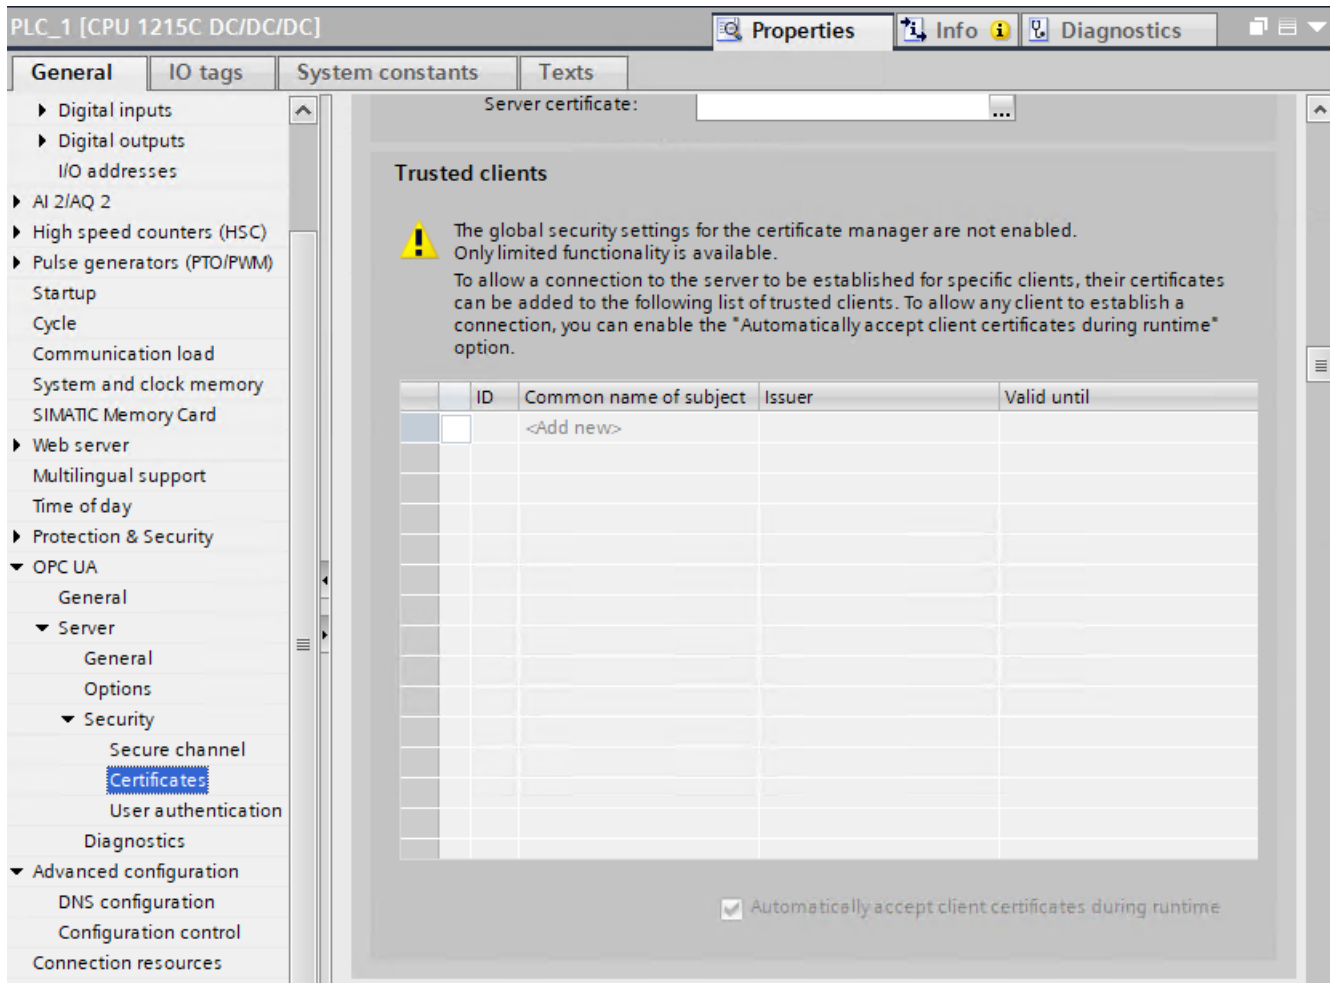 PLC_1 [CPU 1215C DC/DC/DC]
Properties
Info
Diagnostics
General
IO tags
System constants
Texts
Digital inputs
Digital outputs
I/O addresses
AI 2/AQ 2
High speed counters (HSC)
Pulse generators (PTO/PWM)
Startup
Cycle
Communication load
System and clock memory
SIMATIC Memory Card
Web server
Multilingual support
Time of day
Protection & Security
OPC UA
General
Server
General
Options
Security
Secure channel
Certificates
User authentication
Diagnostics
Advanced configuration
DNS configuration
Configuration control
Connection resources
Server certificate:
...
Trusted clients
The global security settings for the certificate manager are not enabled.
Only limited functionality is available.
To allow a connection to the server to be established for specific clients, their certificates
can be added to the following list of trusted clients. To allow any client to establish a
connection, you can enable the "Automatically accept client certificates during runtime"
option.
ID Common name of subject Issuer Valid until
<Add new>
Automatically accept client certificates during runtime